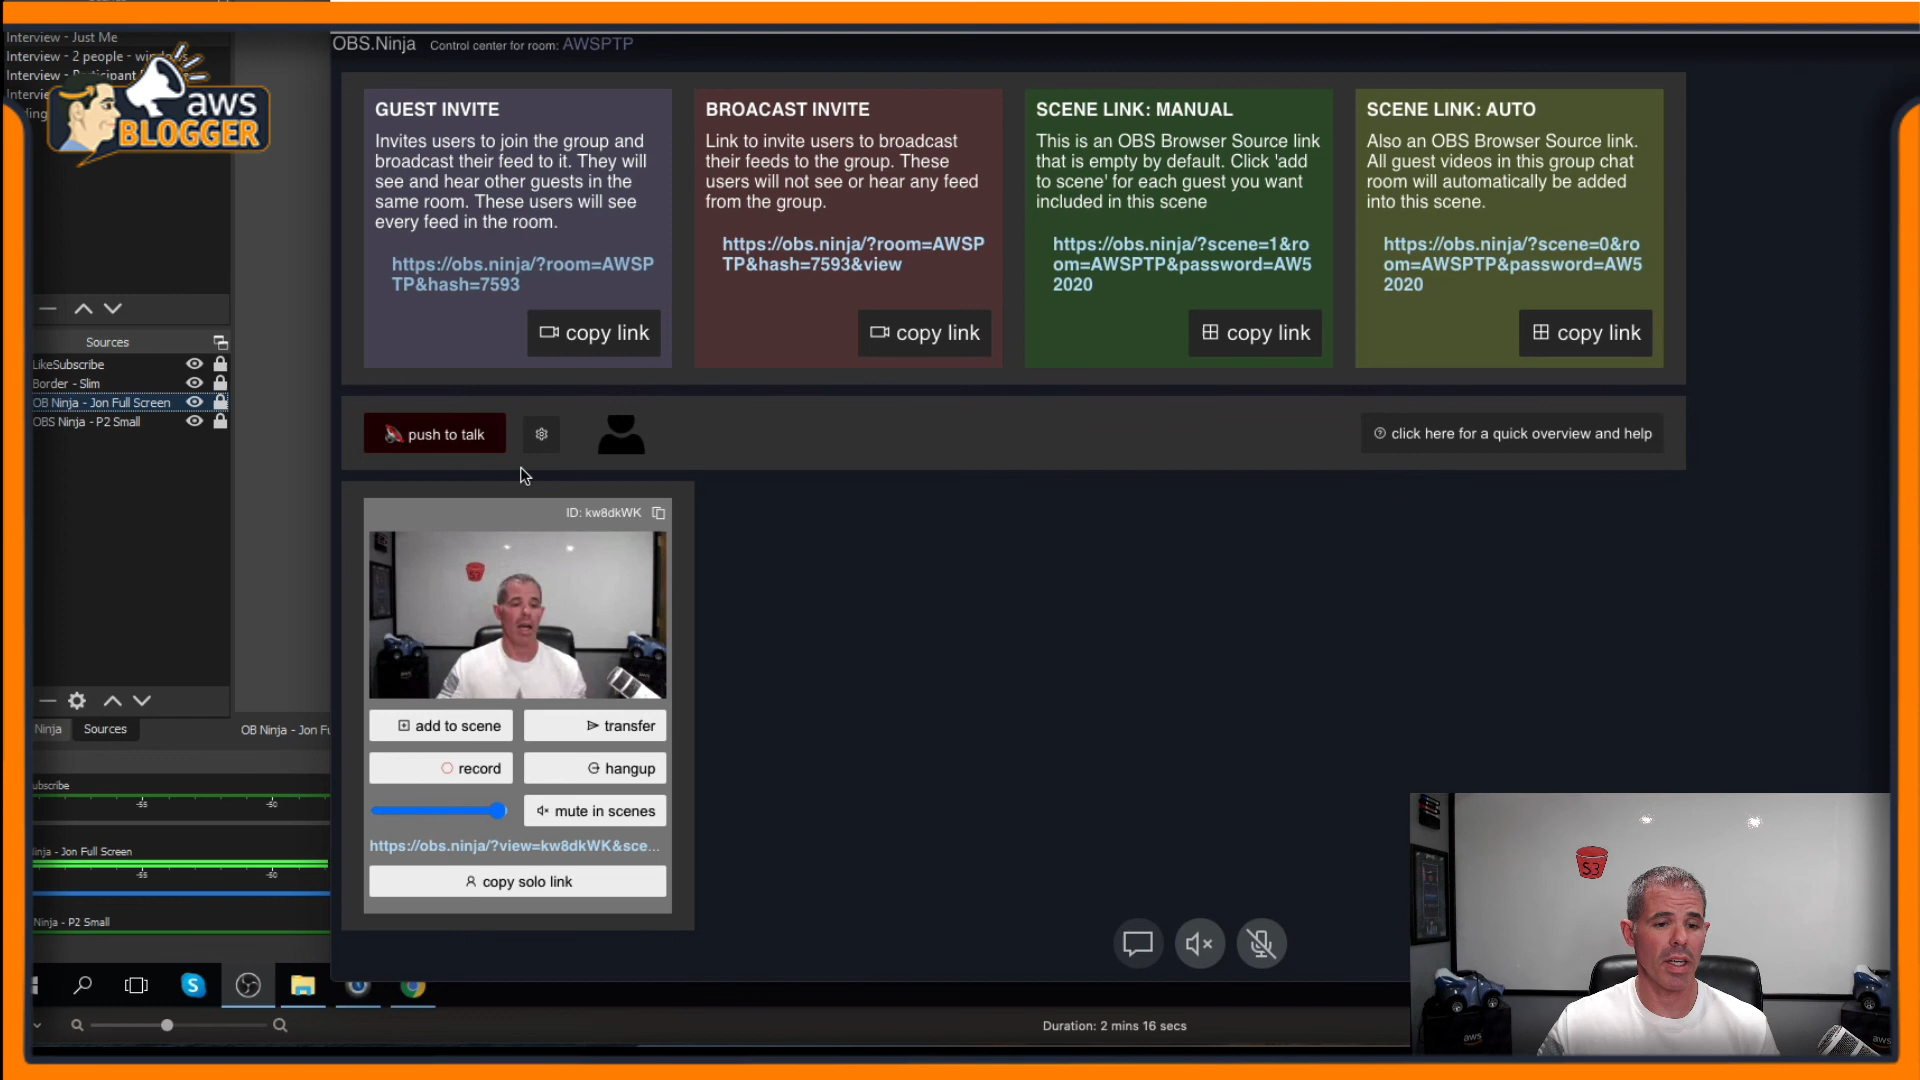 Interview - Just Me
Interview - 2 people -
Interview - Participant
aws
BLOGGER
OBS.Ninja Control center for room: AWSPTP
GUEST INVITE
Invites users to join the group and
broadcast their feed to it. They will
see and hear other guests in the
same room. These users will see
every feed in the room.
https://obs.ninja/?room=AWSP
TP&hash=7593
copy link
BROACAST INVITE
Link to invite users to broadcast
their feeds to the group. These
users will not see or hear any feed
from the group.
https://obs.ninja/?room=AWSP
TP&hash=7593&view
copy link
SCENE LINK: MANUAL
This is an OBS Browser Source link
that is empty by default. Click 'add
to scene' for each guest you want
included in this scene
https://obs.ninja/?scene=1&ro
om=AWSPTP&password=AW5
2020
copy link
SCENE LINK: AUTO
Also an OBS Browser Source link.
All guest videos in this group chat
room will automatically be added
into this scene.
https://obs.ninja/?scene=0&ro
om=AWSPTP&password=AW5
2020
copy link
Sources
LikeSubscribe
Border - Slim
OB Ninja - Jon Full Screen
OBS Ninja - P2 Small
push to talk
click here for a quick overview and help
ID: kw8dkWK
S3
add to scene
transfer
record
hangup
mute in scenes
https://obs.ninja/?view=kw8dkWK&sce...
copy solo link
Ninja
Sources
OB Ninja - Jon Fu
ubscribe
-55 -50
inja - Jon Full Screen
-55 -50
Ninja - P2 Small
Duration: 2 mins 16 secs
S3
aws
aws